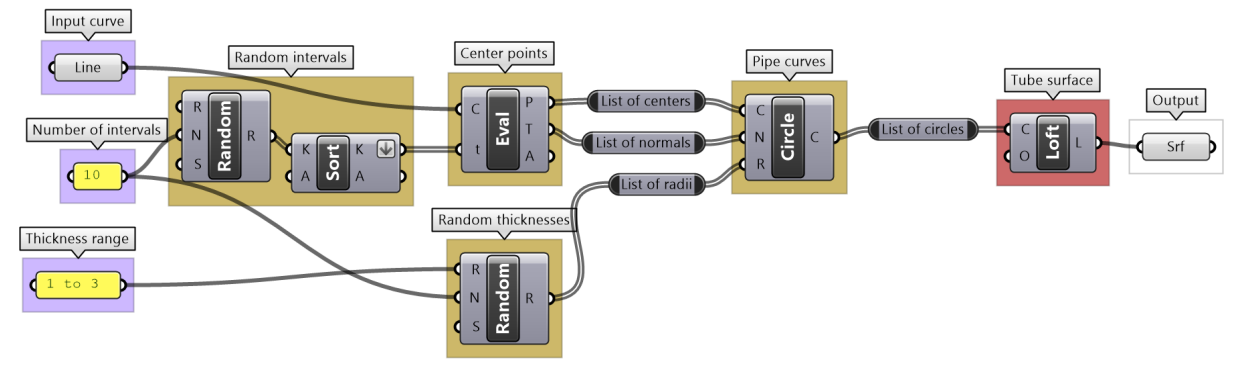 Input curve
Line
Number of intervals
10
Thickness range
1 to 3
Random intervals
R
N
S
Random
R
K
A
Sort
K
A
Center points
C
t
Eval
P
T
A
List of centers
List of normals
List of radii
Random thicknesses
R
N
S
Random
R
Pipe curves
C
N
R
Circle
C
List of circles
Tube surface
C
O
Loft
L
Output
Srf